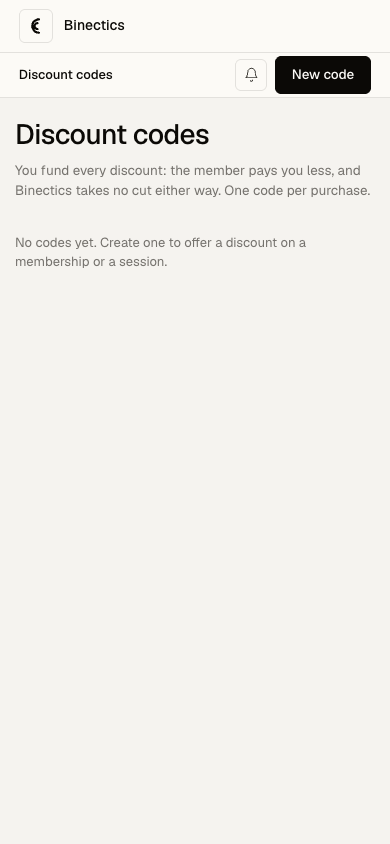 Binectics
Discount codes
New code
Discount codes
You fund every discount: the member pays you less, and
Binectics takes no cut either way. One code per purchase.
No codes yet. Create one to offer a discount on a
membership or a session.